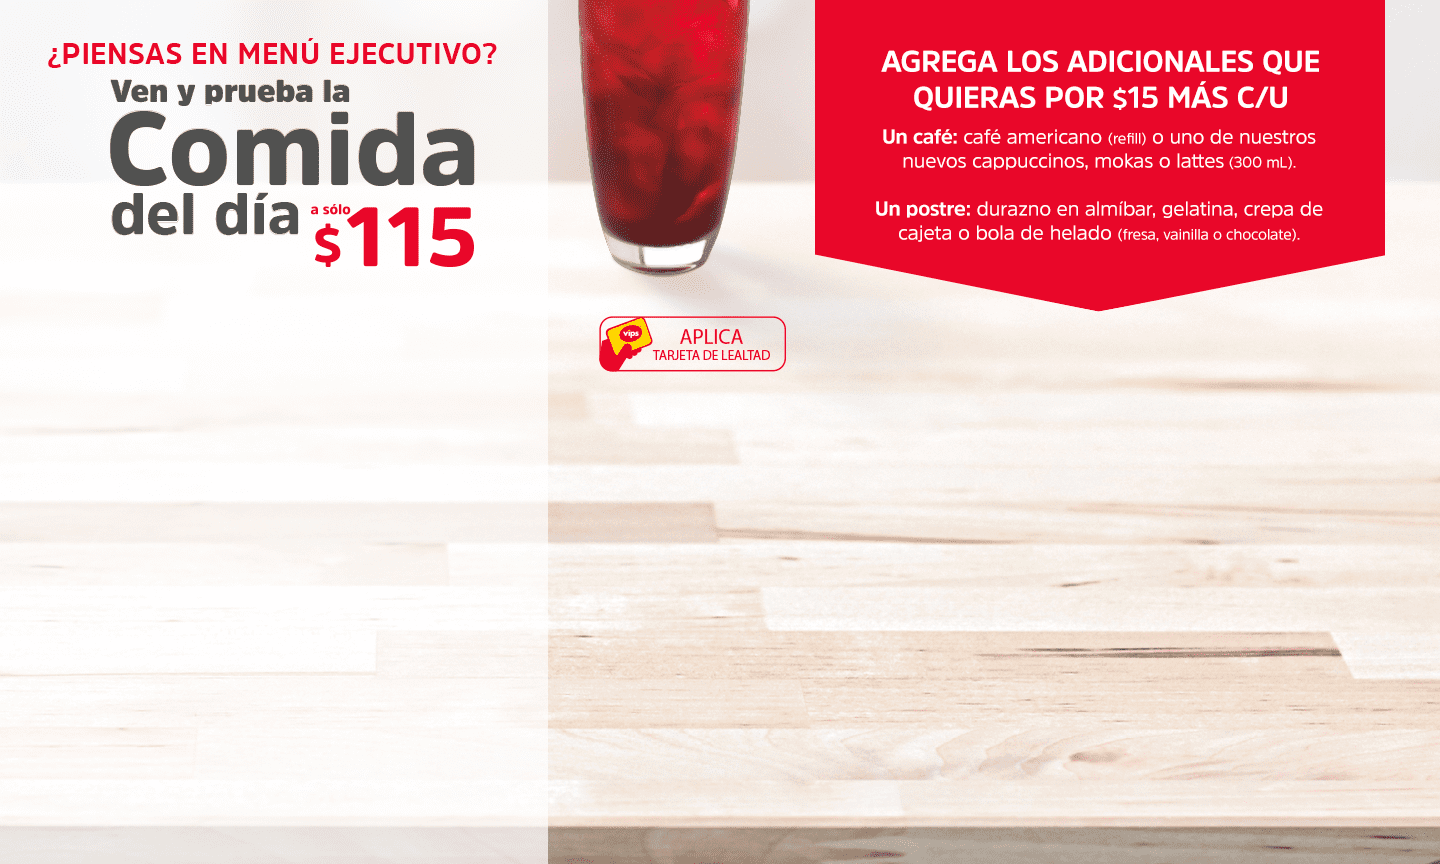 ¿PIENSAS EN MENÚ EJECUTIVO?
Ven y prueba la
Comida
del día a sólo $115
AGREGA LOS ADICIONALES QUE
QUIERAS POR $15 MÁS C/U
Un café: café americano (refill) o uno de nuestros
nuevos cappuccinos, mokas o lattes (300 mL).
Un postre: durazno en almíbar, gelatina, crepa de
cajeta o bola de helado (fresa, vainilla o chocolate).
vips
APLICA
TARJETA DE LEALTAD